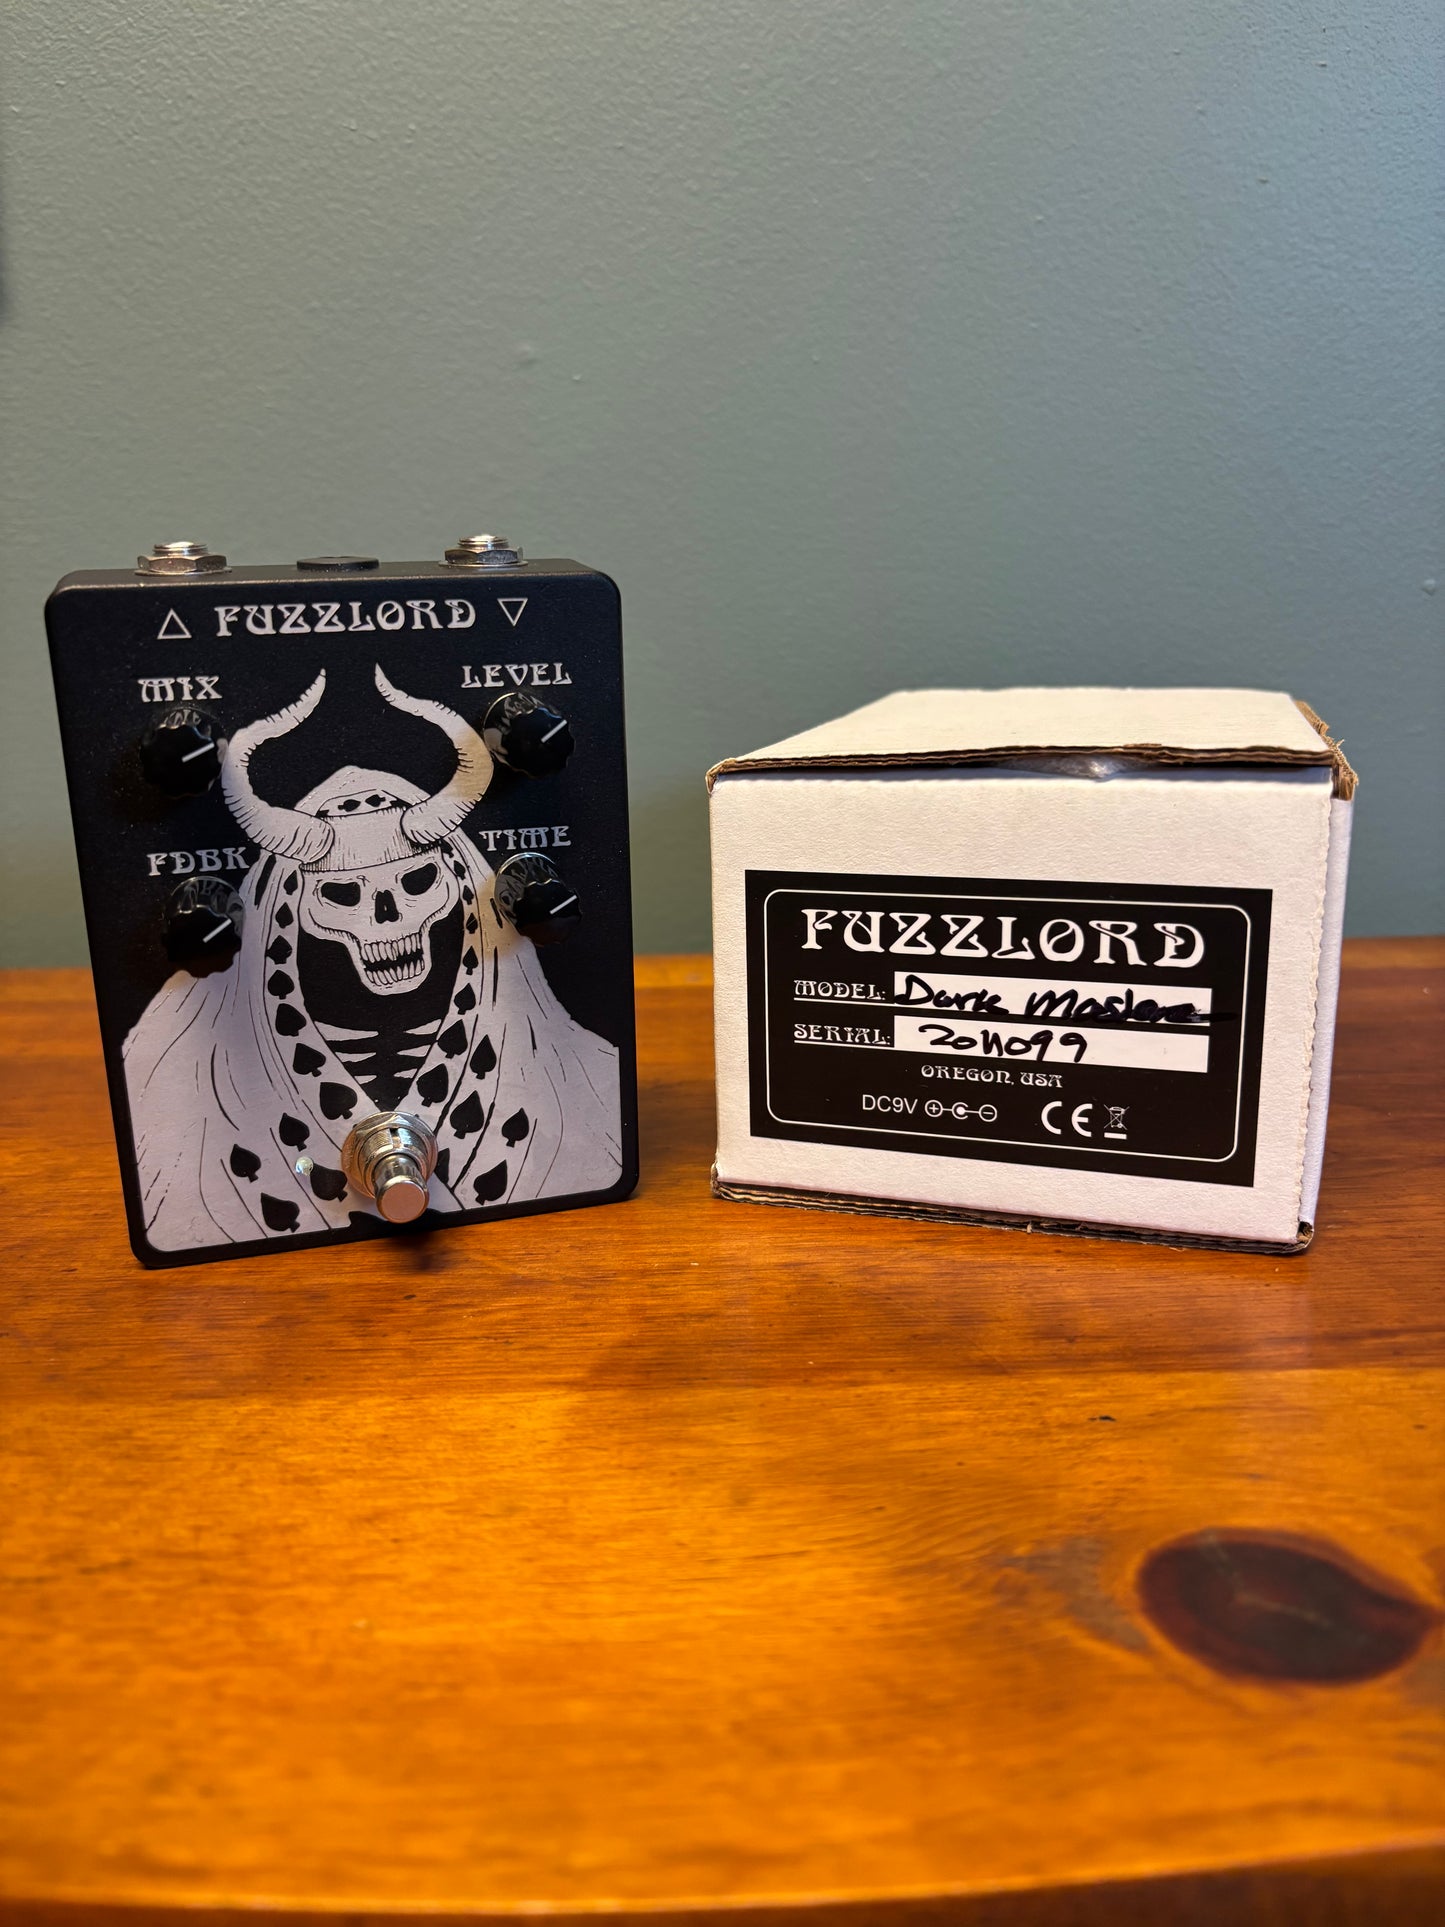 △ FUZZLORD ▽
MIX
LEVEL
FDBK
TIME
FUZZLORD
MODEL: Dark Master
SERIAL: 2011099
OREGON, USA
DC9V
CE